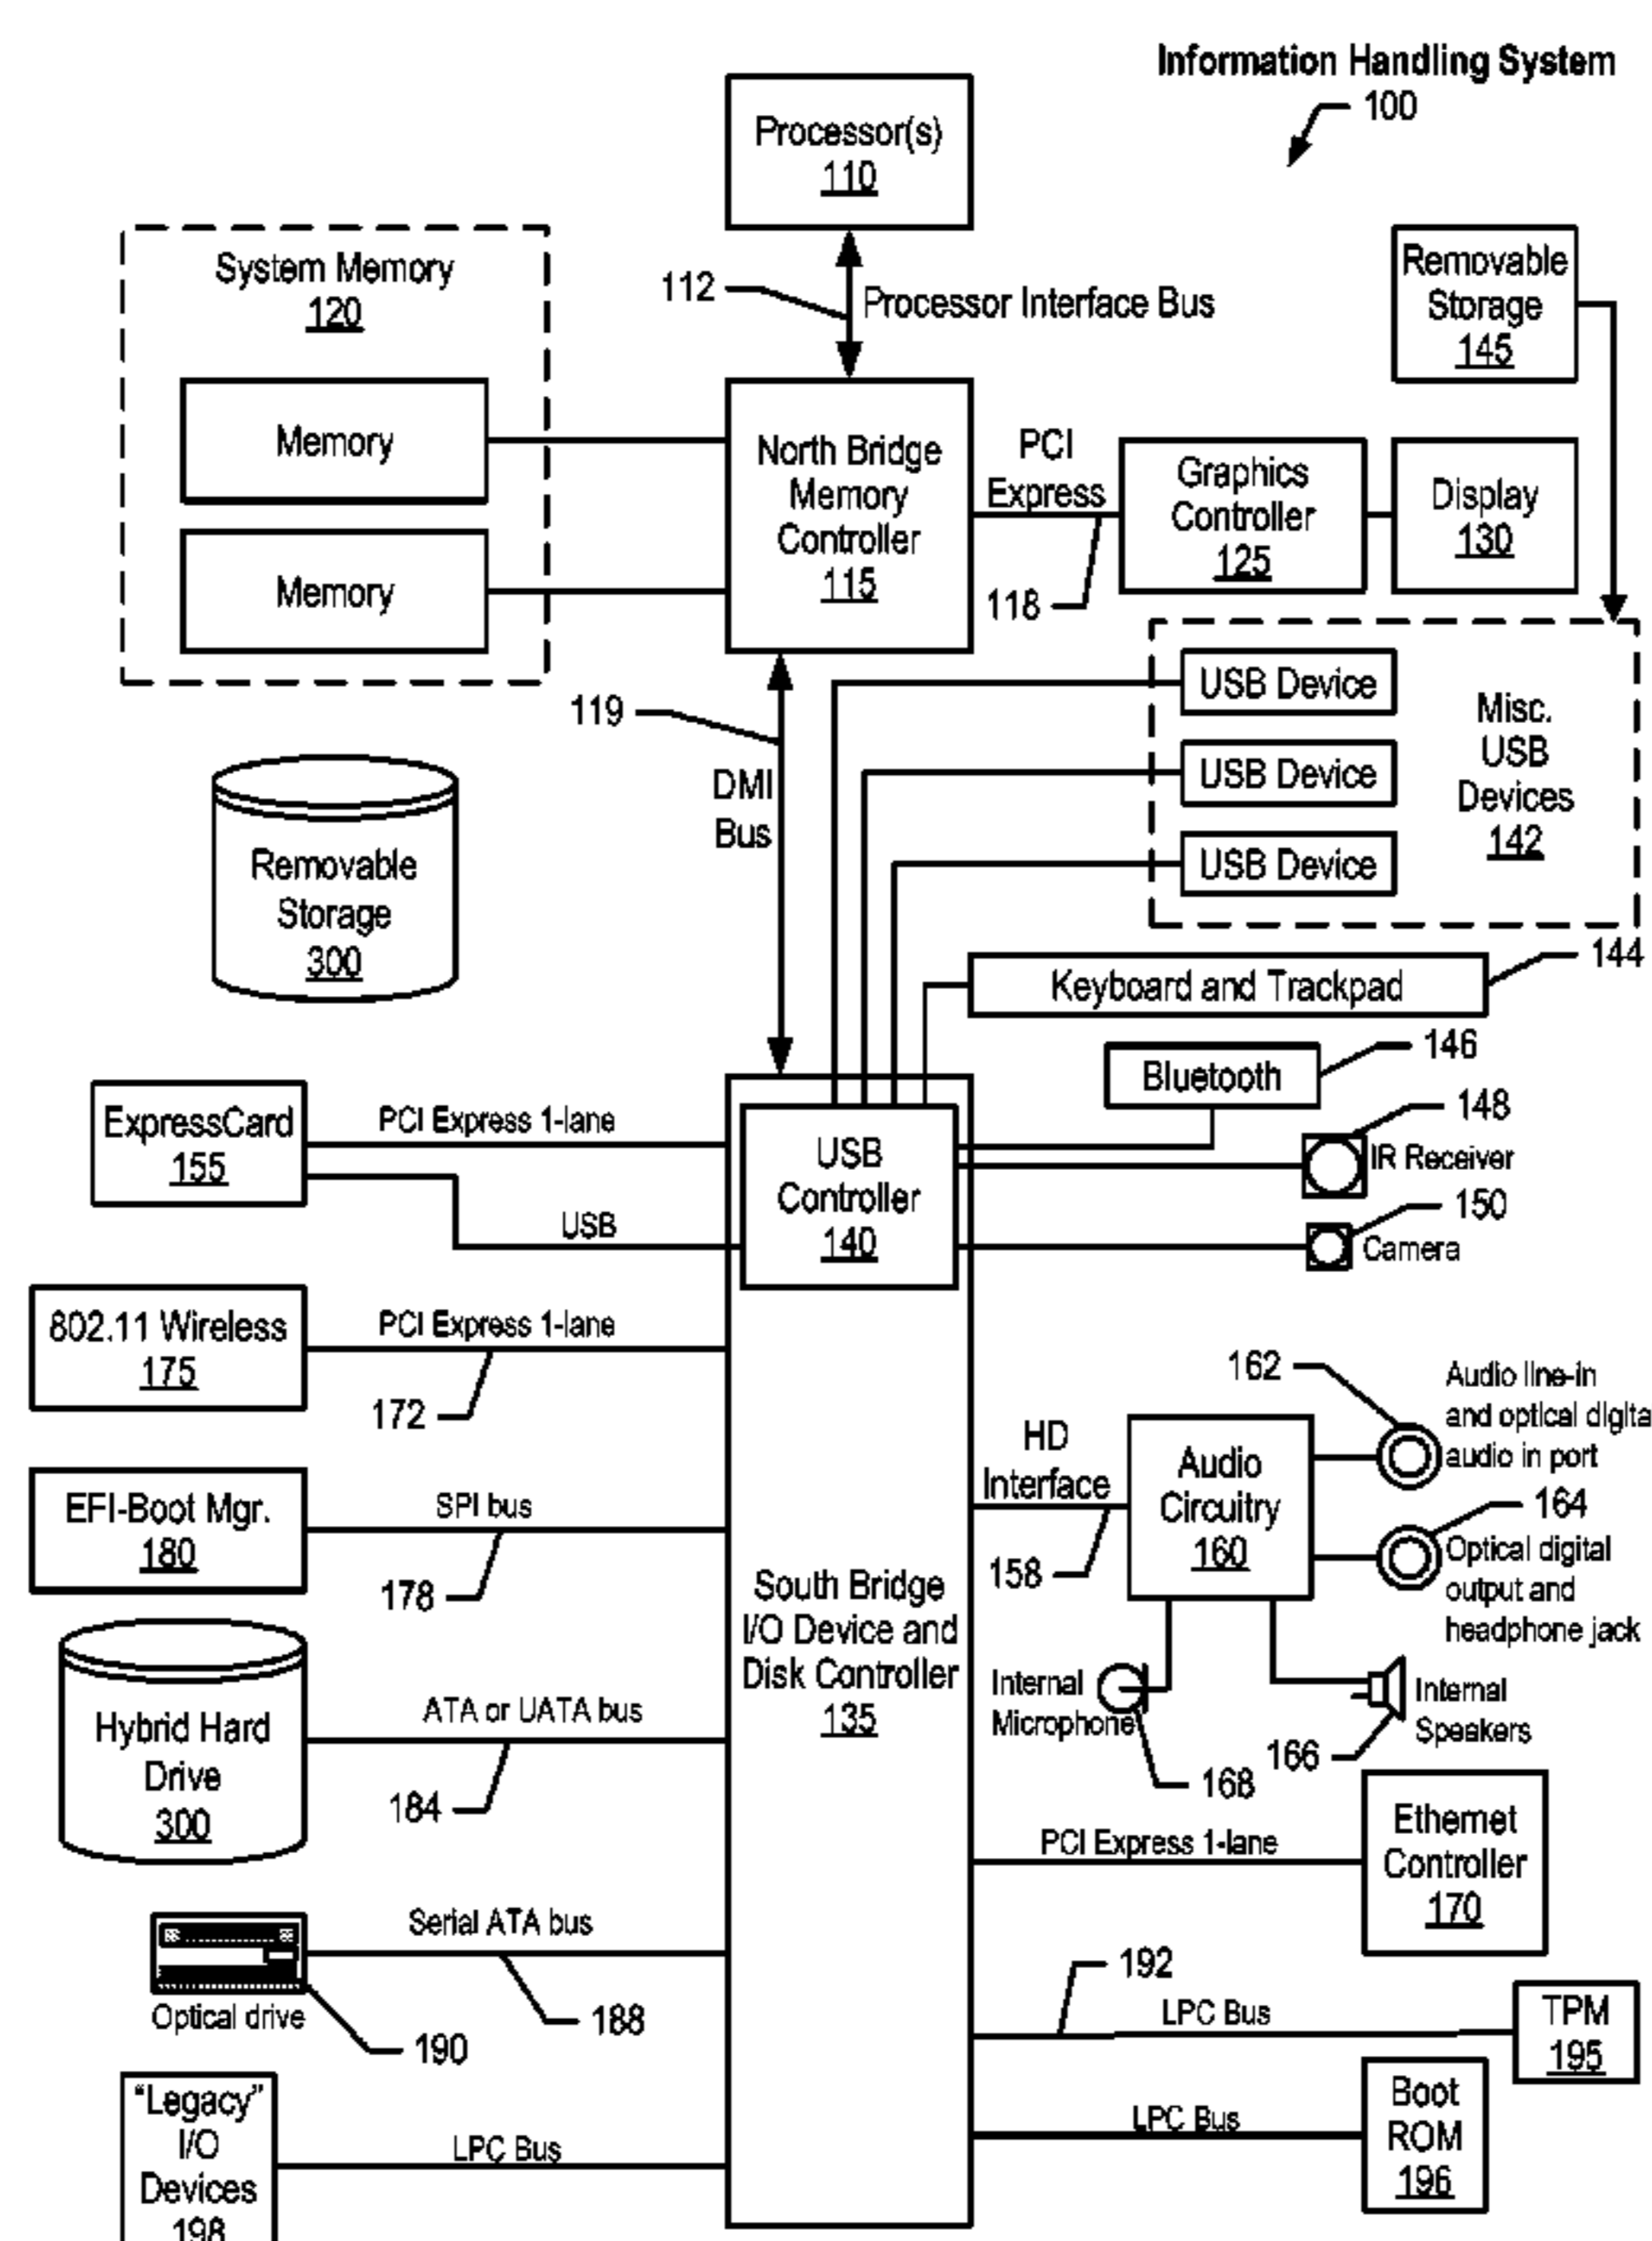 Information Handling System
100
Processor(s)
110
System Memory
120
112
Processor Interface Bus
Removable
Storage
145
Memory
Memory
North Bridge
Memory
Controller
115
PCI
Express
118
Graphics
Controller
125
Display
130
119
DMI
Bus
USB Device
USB Device
USB Device
Misc.
USB
Devices
142
Removable
Storage
300
Keyboard and Trackpad
144
Bluetooth
146
148
IR Receiver
150
Camera
ExpressCard
155
PCI Express 1-lane
USB
USB
Controller
140
802.11 Wireless
175
PCI Express 1-lane
172
162
Audio line-in
and optical digita
audio in port
HD
Interface
158
Audio
Circuitry
160
164
Optical digital
output and
headphone jack
EFI-Boot Mgr.
180
SPI bus
178
South Bridge
I/O Device and
Disk Controller
135
Internal
Microphone
168
Internal
Speakers
166
Hybrid Hard
Drive
300
ATA or UATA bus
184
PCI Express 1-lane
Ethernet
Controller
170
Serial ATA bus
188
Optical drive
190
192
LPC Bus
TPM
195
"Legacy"
I/O
Devices
198
LPC Bus
LPC Bus
Boot
ROM
196